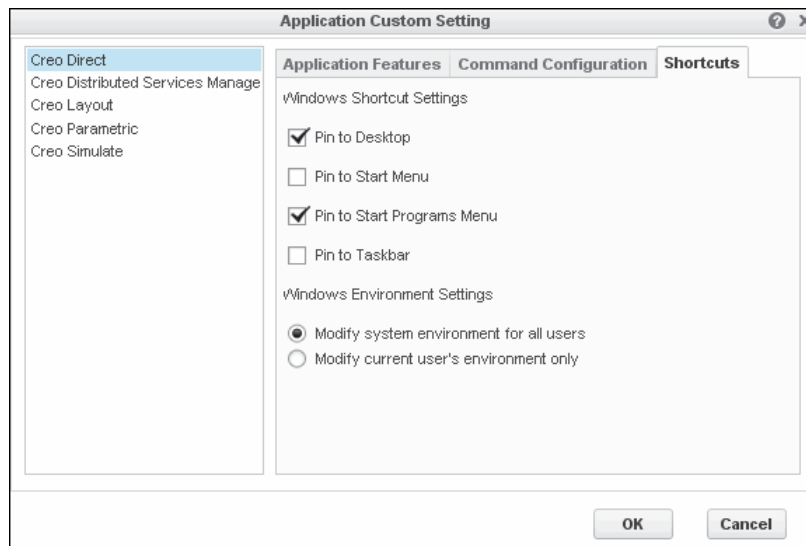 Application Custom Setting
Creo Direct
Creo Distributed Services Manage
Creo Layout
Creo Parametric
Creo Simulate
Application Features
Command Configuration
Shortcuts
Windows Shortcut Settings
Pin to Desktop
Pin to Start Menu
Pin to Start Programs Menu
Pin to Taskbar
Windows Environment Settings
Modify system environment for all users
Modify current user's environment only
OK
Cancel